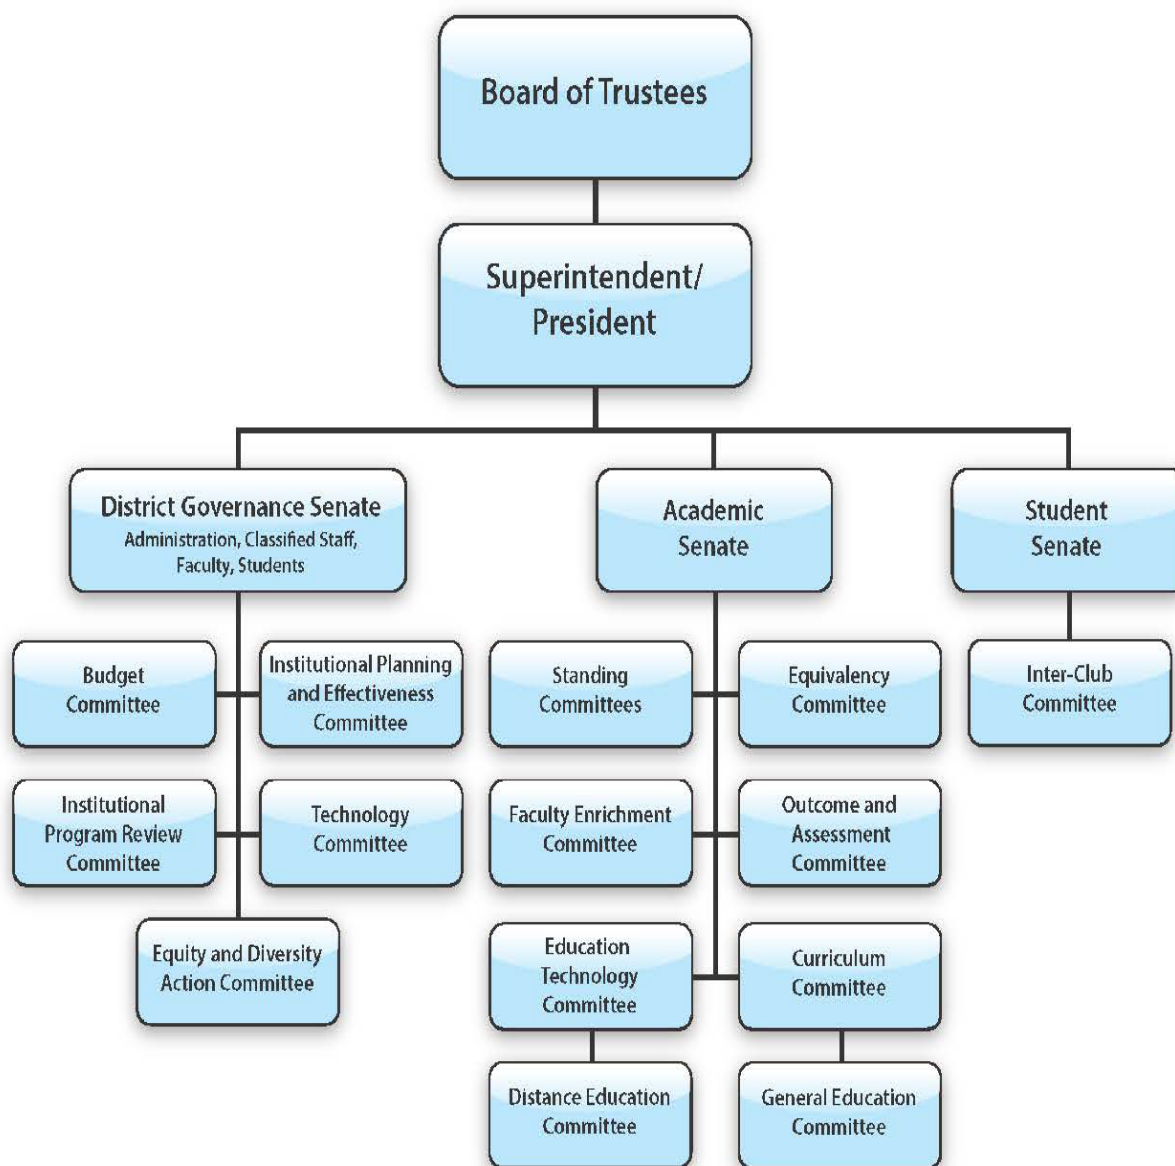 Board of Trustees
Superintendent/
President
District Governance Senate
Administration, Classified Staff,
Faculty, Students
Academic
Senate
Student
Senate
Budget
Committee
Institutional Planning
and Effectiveness
Committee
Standing
Committees
Equivalency
Committee
Inter-Club
Committee
Institutional
Program Review
Committee
Technology
Committee
Faculty Enrichment
Committee
Outcome and
Assessment
Committee
Equity and Diversity
Action Committee
Education
Technology
Committee
Curriculum
Committee
Distance Education
Committee
General Education
Committee